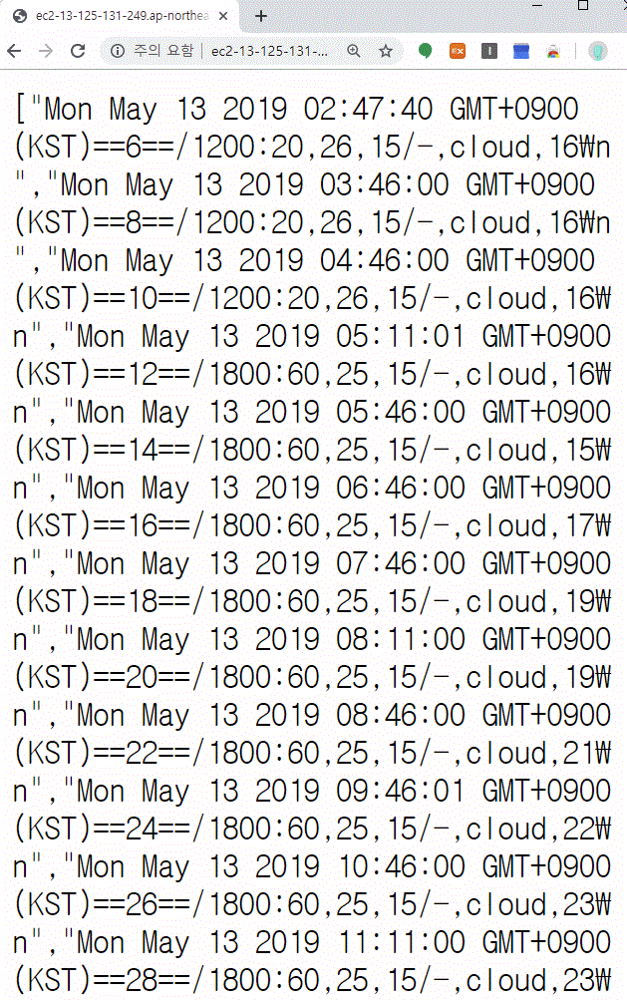 ec2-13-125-131-249.ap-northea
주의 요함 | ec2-13-125-131-...
["Mon May 13 2019 02:47:40 GMT+0900
(KST)==6==/1200:20,26,15/-,cloud,16₩n
","Mon May 13 2019 03:46:00 GMT+0900
(KST)==8==/1200:20,26,15/-,cloud,16₩n
","Mon May 13 2019 04:46:00 GMT+0900
(KST)==10==/1200:20,26,15/-,cloud,16₩
n","Mon May 13 2019 05:11:01 GMT+0900
(KST)==12==/1800:60,25,15/-,cloud,16₩
n","Mon May 13 2019 05:46:00 GMT+0900
(KST)==14==/1800:60,25,15/-,cloud,15₩
n","Mon May 13 2019 06:46:00 GMT+0900
(KST)==16==/1800:60,25,15/-,cloud,17₩
n","Mon May 13 2019 07:46:00 GMT+0900
(KST)==18==/1800:60,25,15/-,cloud,19₩
n","Mon May 13 2019 08:11:00 GMT+0900
(KST)==20==/1800:60,25,15/-,cloud,19₩
n","Mon May 13 2019 08:46:00 GMT+0900
(KST)==22==/1800:60,25,15/-,cloud,21₩
n","Mon May 13 2019 09:46:01 GMT+0900
(KST)==24==/1800:60,25,15/-,cloud,22₩
n","Mon May 13 2019 10:46:00 GMT+0900
(KST)==26==/1800:60,25,15/-,cloud,23₩
n","Mon May 13 2019 11:11:00 GMT+0900
(KST)==28==/1800:60,25,15/-,cloud,23₩